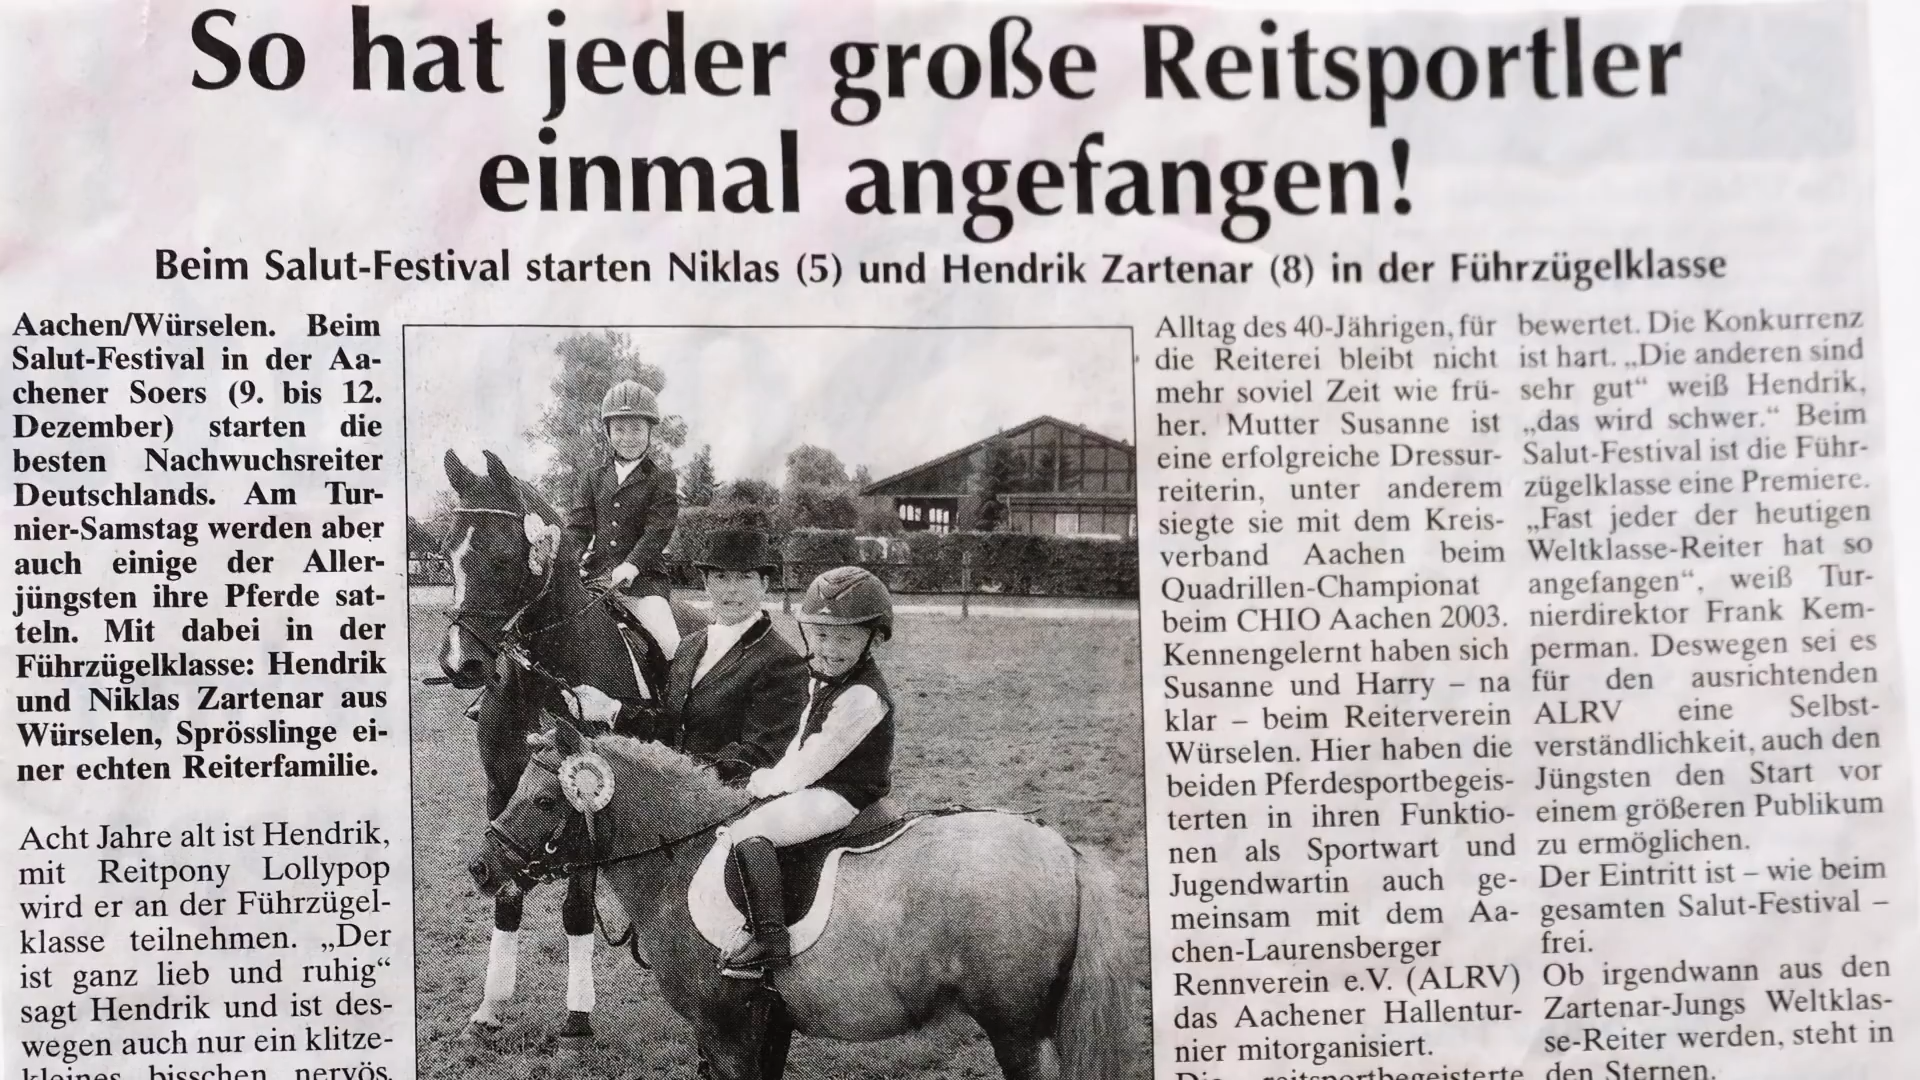 So hat jeder große Reitsportler
einmal angefangen!
Beim Salut-Festival starten Niklas (5) und Hendrik Zartenar (8) in der Führzügelklasse
Aachen/Würselen. Beim
Salut-Festival in der Aa-
chener Soers (9. bis 12.
Dezember) starten die
besten Nachwuchsreiter
Deutschlands. Am Tur-
nier-Samstag werden aber
auch einige der Aller-
jüngsten ihre Pferde sat-
teln. Mit dabei in der
Führzügelklasse: Hendrik
und Niklas Zartenar aus
Würselen, Sprösslinge ei-
ner echten Reiterfamilie.
Acht Jahre alt ist Hendrik,
mit Reitpony Lollypop
wird er an der Führzügel-
klasse teilnehmen. „Der
ist ganz lieb und ruhig“
sagt Hendrik und ist des-
wegen auch nur ein klitze-
kleines bisschen nervös.
Alltag des 40-Jährigen, für
die Reiterei bleibt nicht
mehr soviel Zeit wie frü-
her. Mutter Susanne ist
eine erfolgreiche Dressur-
reiterin, unter anderem
siegte sie mit dem Kreis-
verband Aachen beim
Quadrillen-Championat
beim CHIO Aachen 2003.
Kennengelernt haben sich
Susanne und Harry – na
klar – beim Reiterverein
Würselen. Hier haben die
beiden Pferdesportbegeis-
terten in ihren Funktio-
nen als Sportwart und
Jugendwartin auch ge-
meinsam mit dem Aa-
chen-Laurensberger
Rennverein e.V. (ALRV)
das Aachener Hallentur-
nier mitorganisiert.
Die reitsportbegeisterte
bewertet. Die Konkurrenz
ist hart. „Die anderen sind
sehr gut“ weiß Hendrik,
„das wird schwer.“ Beim
Salut-Festival ist die Führ-
zügelklasse eine Premiere.
„Fast jeder der heutigen
Weltklasse-Reiter hat so
angefangen“, weiß Tur-
nierdirektor Frank Kem-
perman. Deswegen sei es
für den ausrichtenden
ALRV eine Selbst-
verständlichkeit, auch den
Jüngsten den Start vor
einem größeren Publikum
zu ermöglichen.
Der Eintritt ist – wie beim
gesamten Salut-Festival –
frei.
Ob irgendwann aus den
Zartenar-Jungs Weltklas-
se-Reiter werden, steht in
den Sternen.